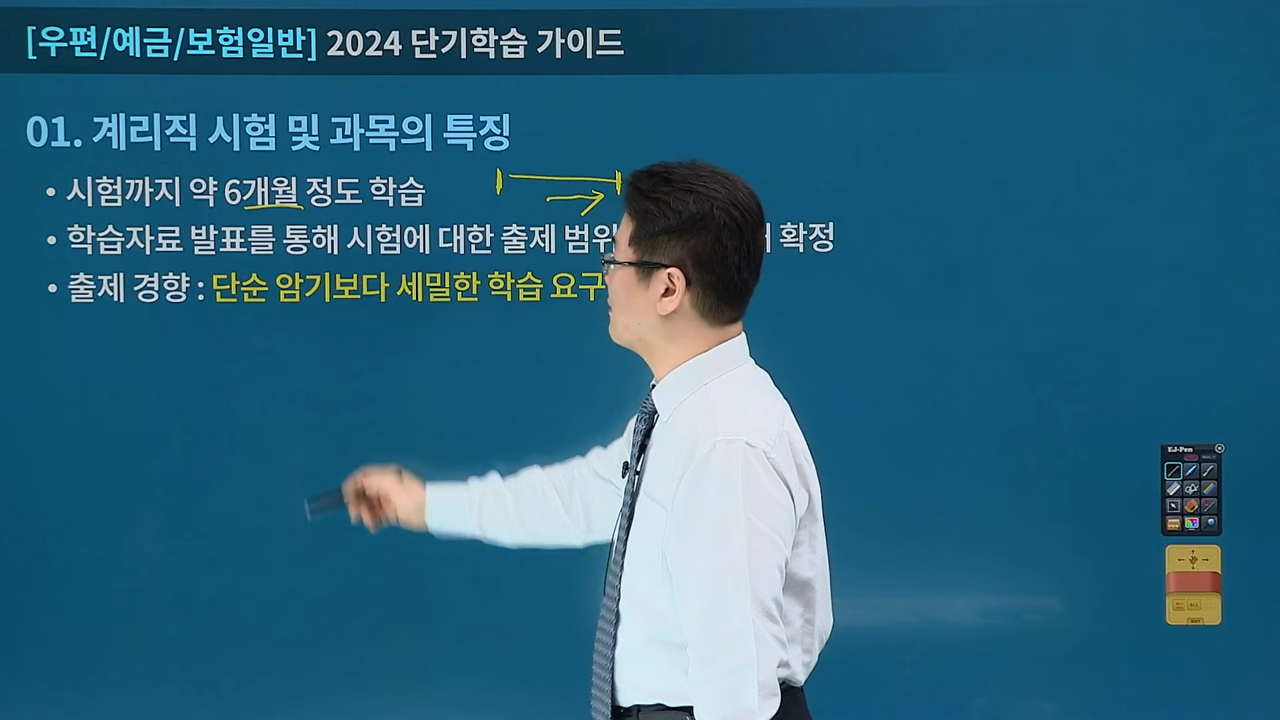 [우편/예금/보험일반] 2024 단기학습 가이드
01. 계리직 시험 및 과목의 특징
• 시험까지 약 6개월 정도 학습
• 학습자료 발표를 통해 시험에 대한 출제 범위 확정
• 출제 경향 : 단순 암기보다 세밀한 학습 요구
EJ-Pen